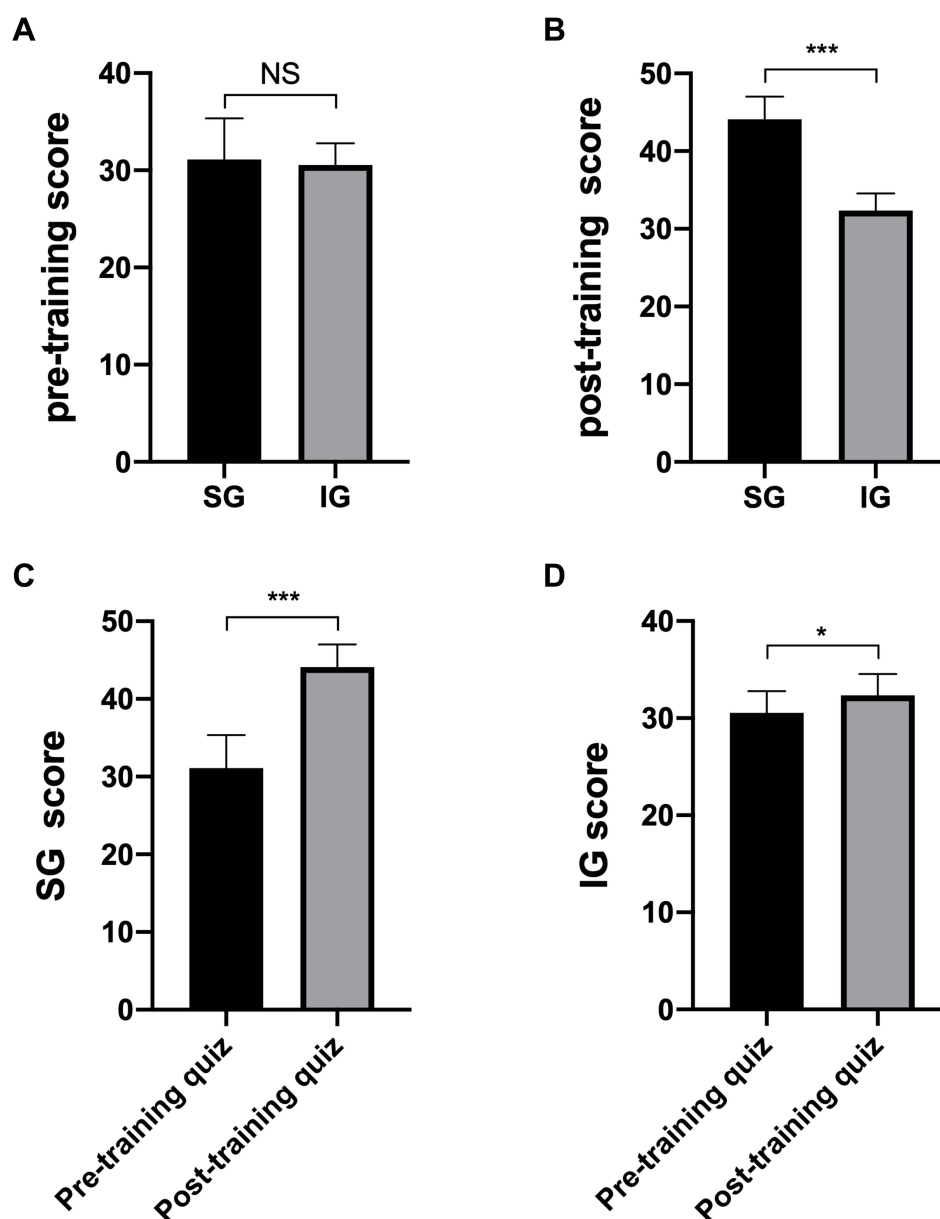 A
pre-training score
40
30
20
10
0
NS
SG
IG
B
post-training score
50
40
30
20
10
0
***
SG
IG
C
SG score
50
40
30
20
10
0
***
Pre-training quiz
Post-training quiz
D
IG score
40
30
20
10
0
*
Pre-training quiz
Post-training quiz